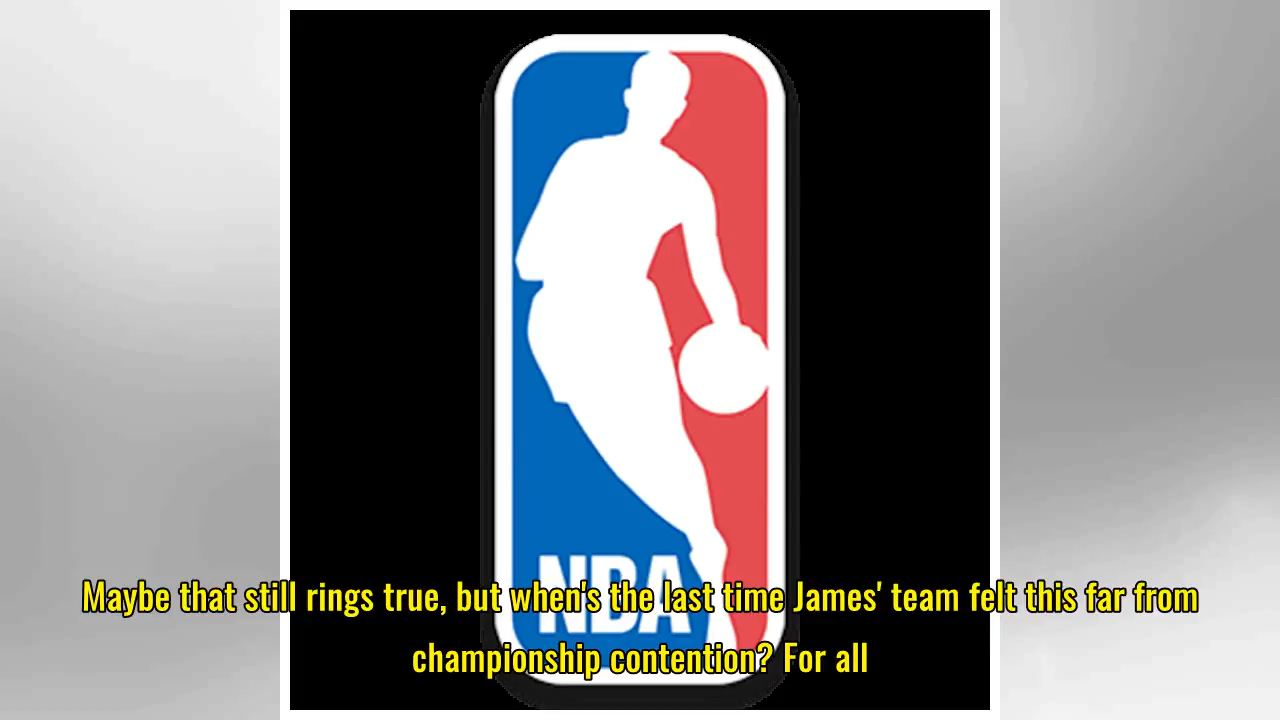 NBA
Maybe that still rings true, but when's the last time James' team felt this far from
championship contention? For all